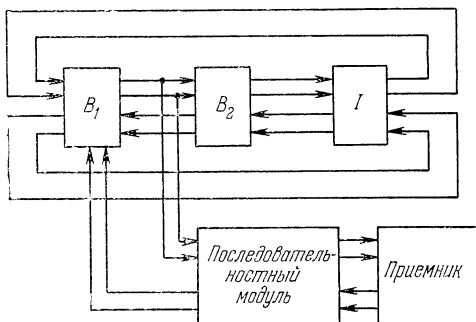 B₁
B₂
I
Последователь-
ностный
модуль
Приемник